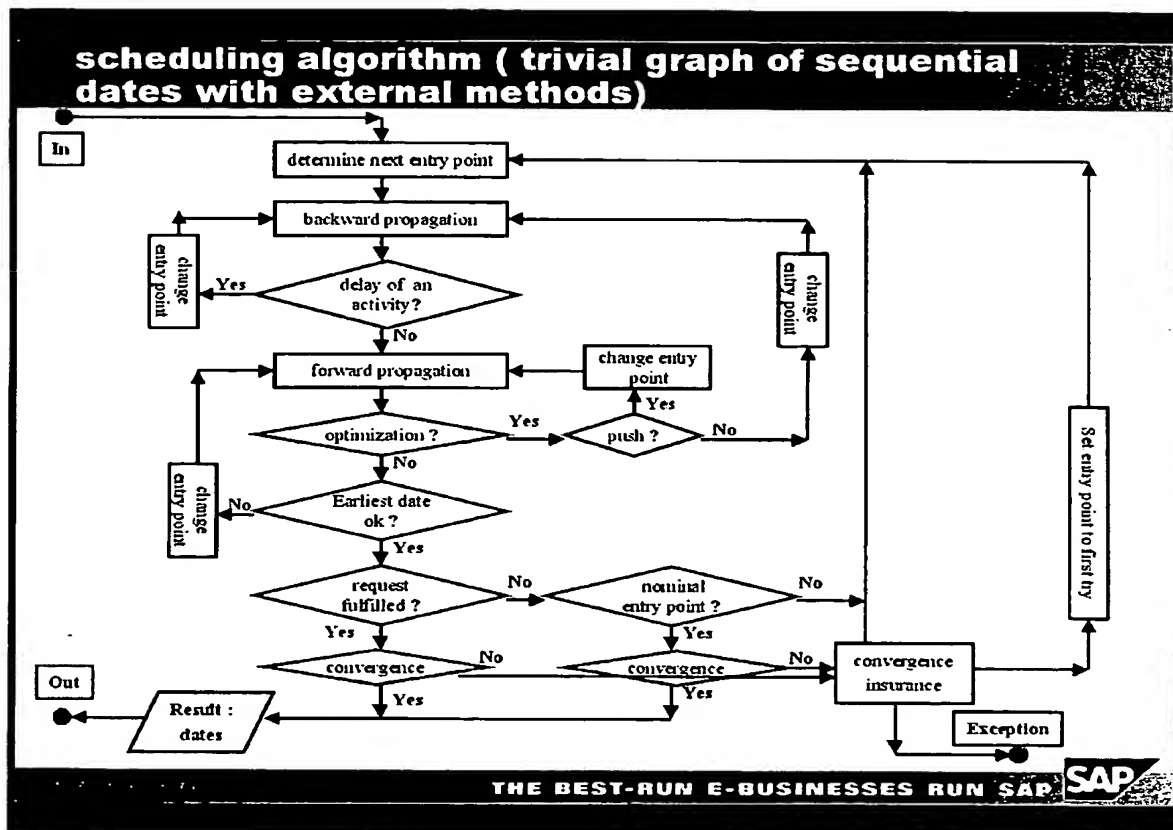 scheduling algorithm ( trivial graph of sequential
dates with external methods)
In
determine next entry point
backward propagation
change
entry point
Yes
delay of an
activity?
change
entry point
No
forward propagation
change entry
point
Yes
optimization ?
Yes
push ?
No
No
change
entry point
No
Earliest date
ok ?
Set entry point to first try
Yes
request
fulfilled ?
No
nominal
entry point ?
No
Yes
Yes
convergence
No
convergence
No
convergence
insurance
Out
Yes
Yes
Result :
dates
Exception
THE BEST-RUN E-BUSINESSES RUN SAP
SAP